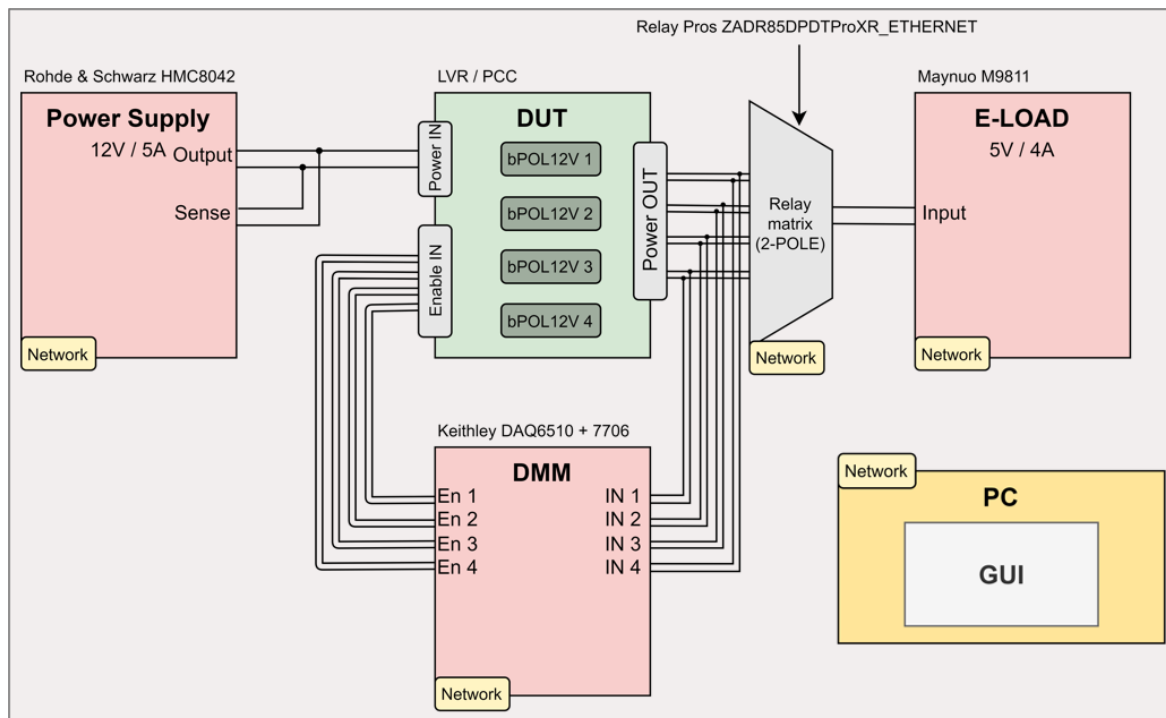 Relay Pros ZADR85DPDTProXR_ETHERNET
Rohde & Schwarz HMC8042
Power Supply
12V / 5A
Output
Sense
Network
LVR / PCC
DUT
Power IN
Enable IN
bPOL12V 1
bPOL12V 2
bPOL12V 3
bPOL12V 4
Power OUT
Relay
matrix
(2-POLE)
Network
Maynuo M9811
E-LOAD
5V / 4A
Input
Network
Keithley DAQ6510 + 7706
DMM
En 1
En 2
En 3
En 4
IN 1
IN 2
IN 3
IN 4
Network
Network
PC
GUI